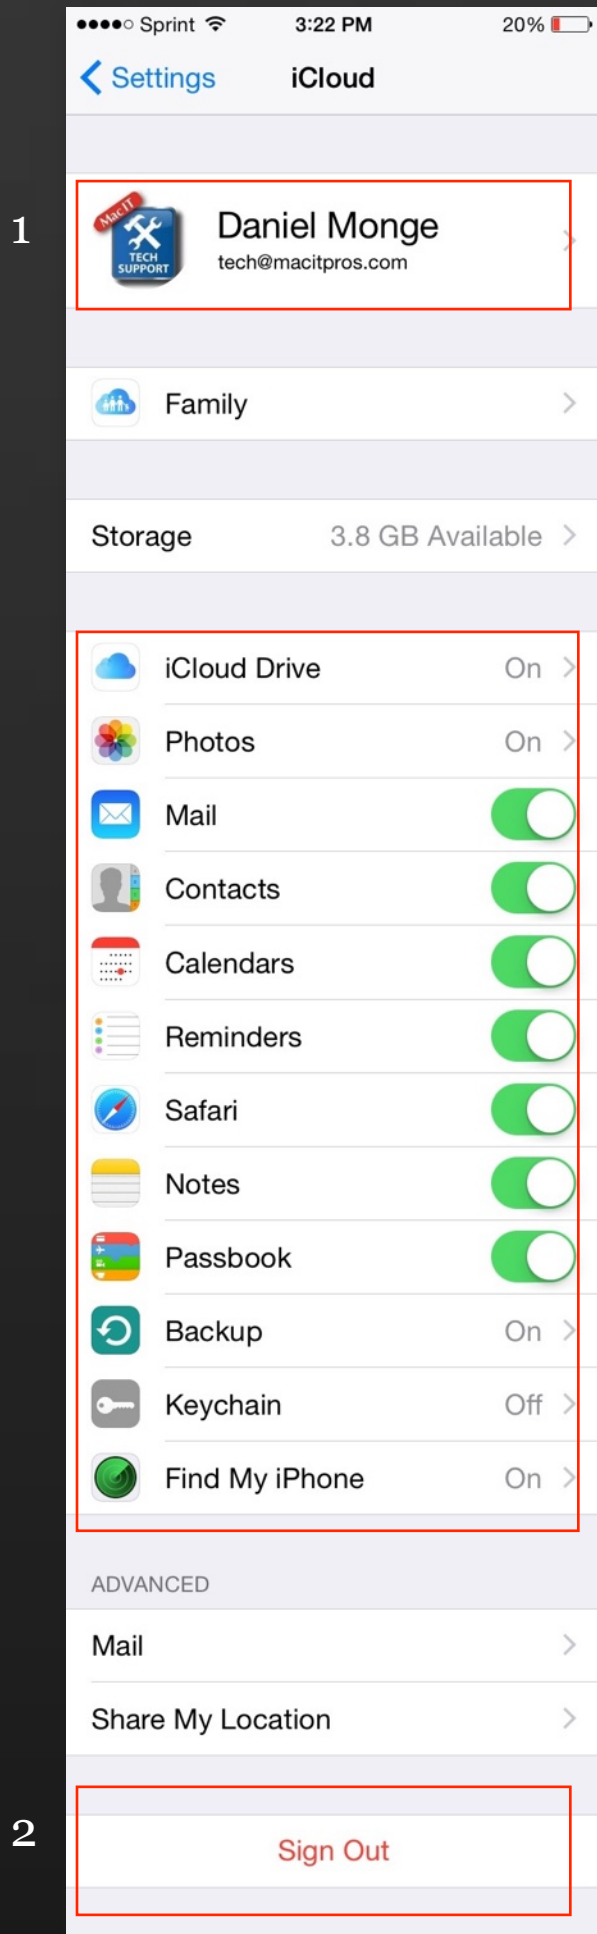 Sprint 3:22 PM 20%
Settings iCloud
1
Mac IT
TECH
SUPPORT
Daniel Monge
tech@macitpros.com
Family
Storage 3.8 GB Available
iCloud Drive On
Photos On
Mail
Contacts
Calendars
Reminders
Safari
Notes
Passbook
Backup On
Keychain Off
Find My iPhone On
ADVANCED
Mail
Share My Location
2
Sign Out